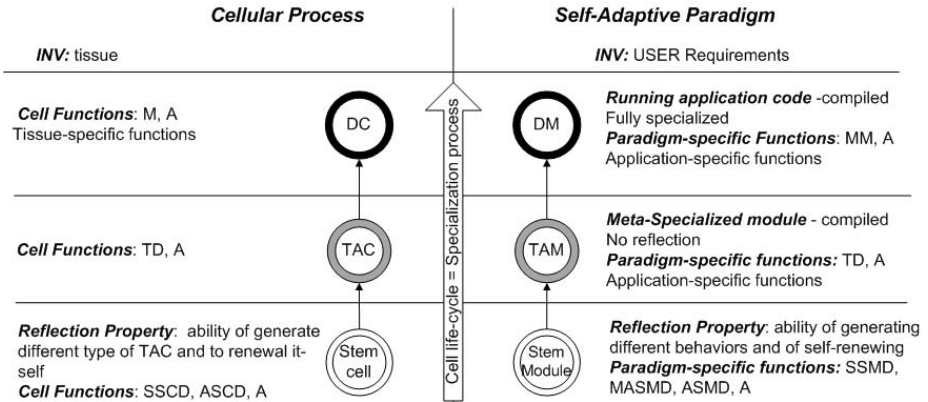 Cellular Process
Self-Adaptive Paradigm
INV: tissue
INV: USER Requirements
Cell Functions: M, A
Tissue-specific functions
DC
DM
Running application code -compiled
Fully specialized
Paradigm-specific Functions: MM, A
Application-specific functions
Cell life-cycle = Specialization process
Cell Functions: TD, A
TAC
TAM
Meta-Specialized module - compiled
No reflection
Paradigm-specific functions: TD, A
Application-specific functions
Reflection Property: ability of generate
different type of TAC and to renewal it-
self
Cell Functions: SSCD, ASCD, A
Stem
cell
Stem
Module
Reflection Property: ability of generating
different behaviors and of self-renewing
Paradigm-specific functions: SSMD,
MASMD, ASMD, A